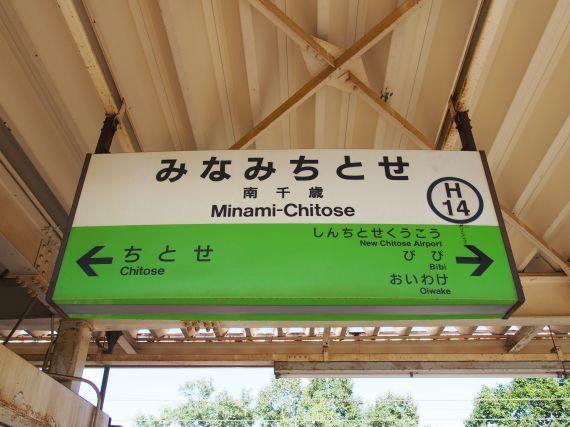 みなみちとせ
南千歳
Minami-Chitose
H
14
ちとせ
Chitose
しんちとせくうこう
New Chitose Airport
びび
Bibi
おいわけ
Oiwake